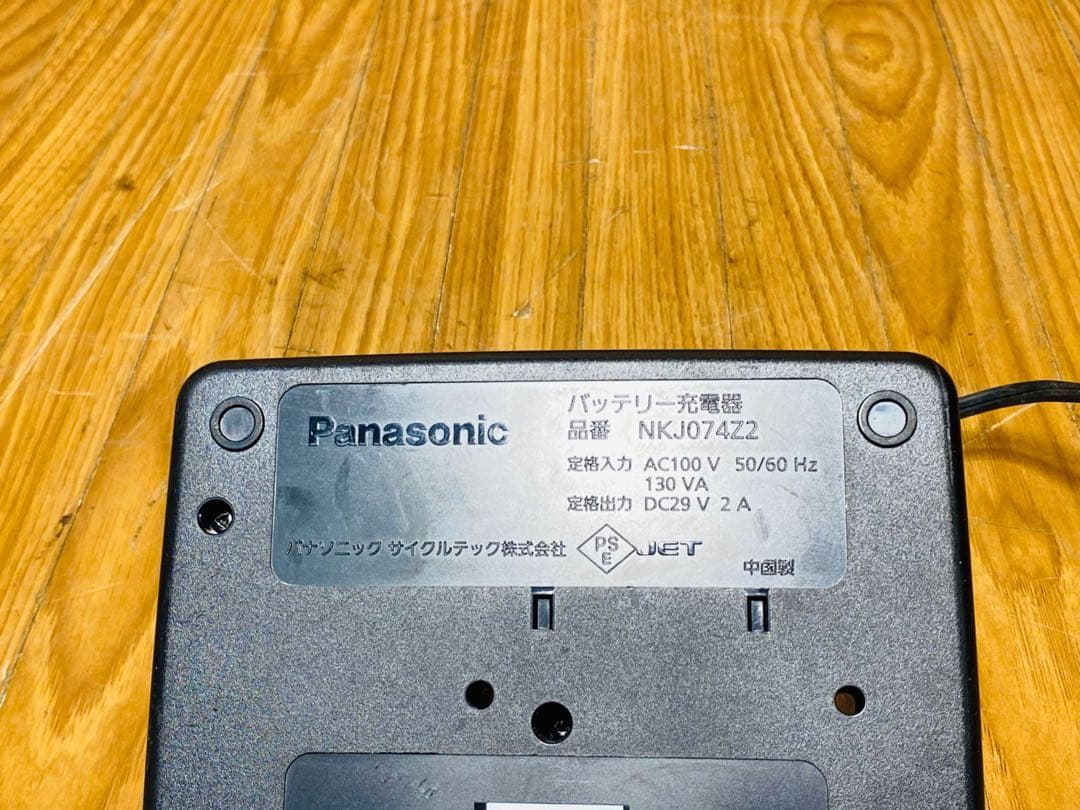 Panasonic
バッテリー充電器
品番 NKJ074Z2
定格入力 AC100 V 50/60 Hz
130 VA
定格出力 DC29 V 2 A
パナソニック サイクルテック株式会社
PS
E
JET
中国製